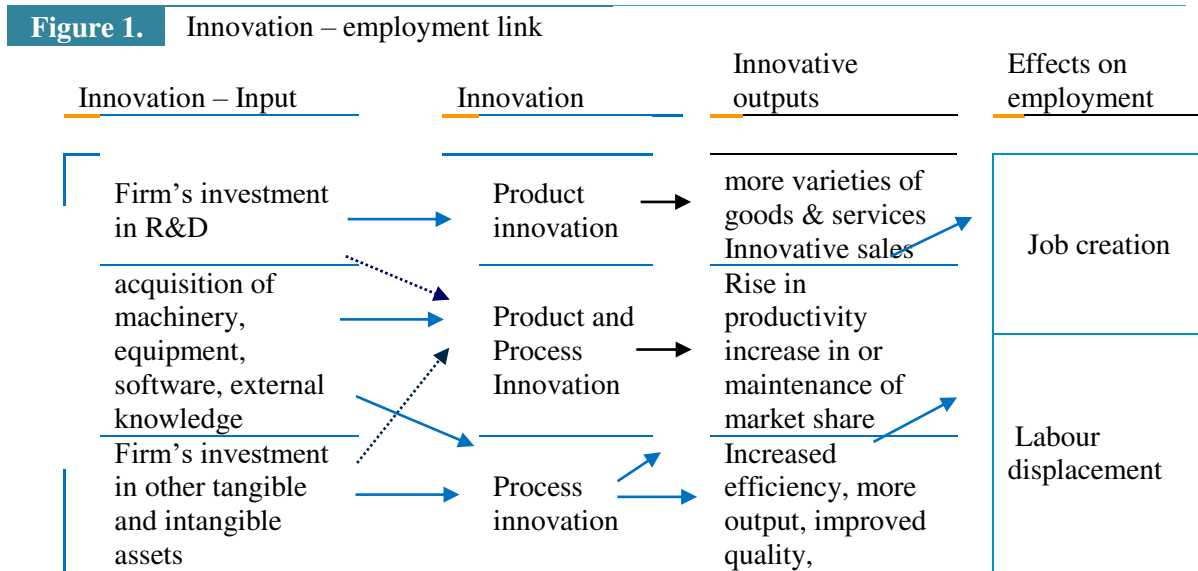 Figure 1. Innovation – employment link
Innovation – Input
Innovation
Innovative
outputs
Effects on
employment
Firm's investment
in R&D
Product
innovation
more varieties of
goods & services
Innovative sales
Job creation
acquisition of
machinery,
equipment,
software, external
knowledge
Product and
Process
Innovation
Rise in
productivity
increase in or
maintenance of
market share
Labour
displacement
Firm's investment
in other tangible
and intangible
assets
Process
innovation
Increased
efficiency, more
output, improved
quality,